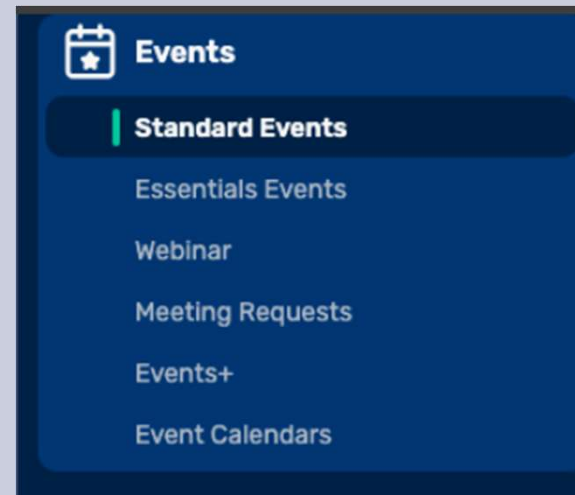 Events
Standard Events
Essentials Events
Webinar
Meeting Requests
Events+
Event Calendars